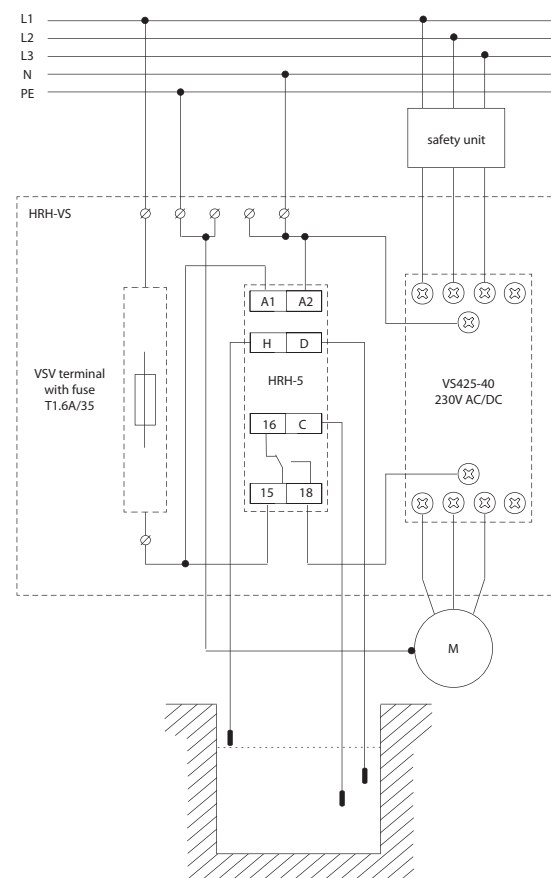 L1
L2
L3
N
PE
safety unit
HRH-VS
A1 A2
H D
HRH-5
16 C
15 18
VSV terminal
with fuse
T1.6A/35
VS425-40
230V AC/DC
M